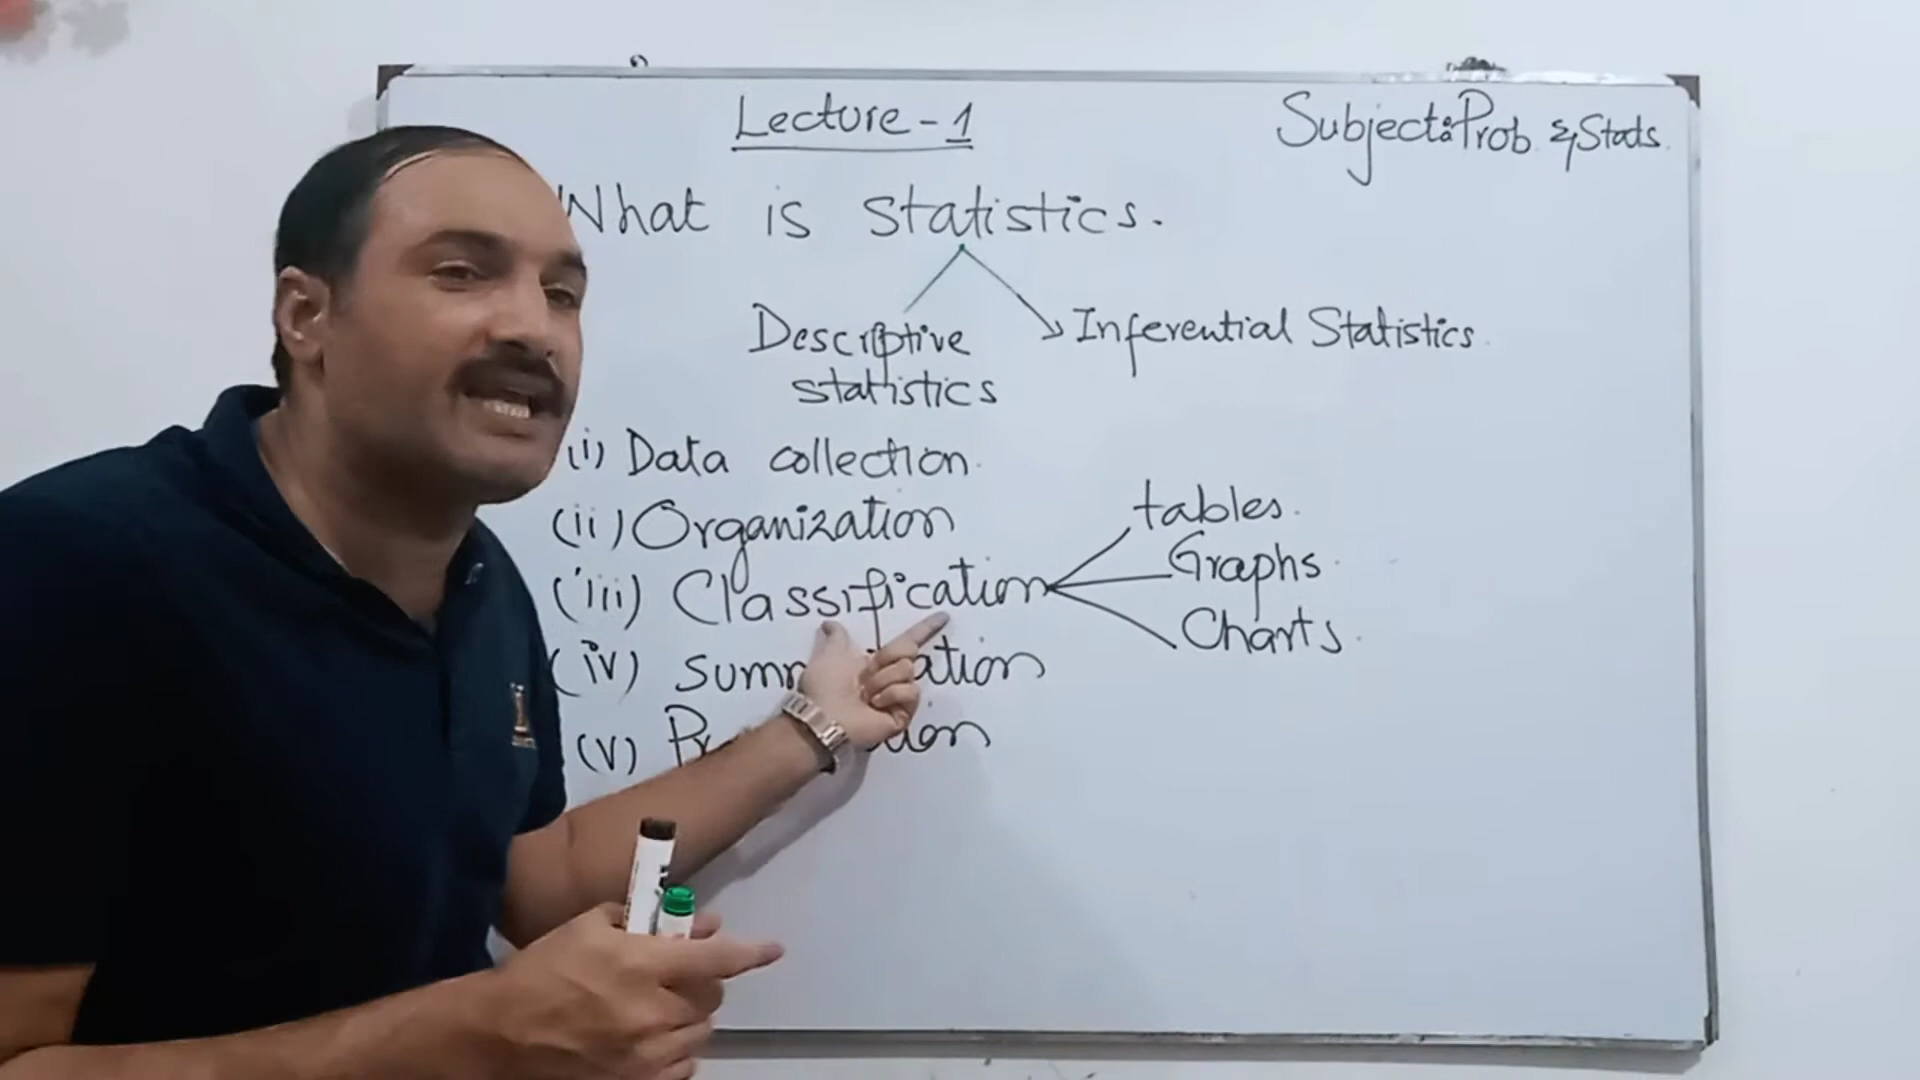 Lecture - 1
Subject: Prob & Stats.
What is Statistics.
Descriptive
statistics
Inferential Statistics
(i) Data collection.
(ii) Organization
(iii) Classification
tables.
Graphs.
Charts.
(iv)
(v)